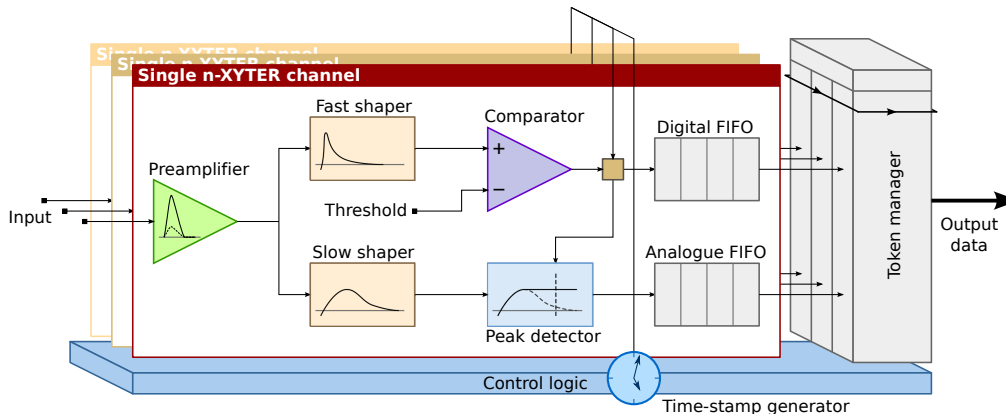 Single n-XYTER channel
Single n-XYTER channel
Single n-XYTER channel
Fast shaper
Comparator
Digital FIFO
Preamplifier
+
−
Threshold
Input
Slow shaper
Analogue FIFO
Peak detector
Token manager
Output
data
Control logic
Time-stamp generator